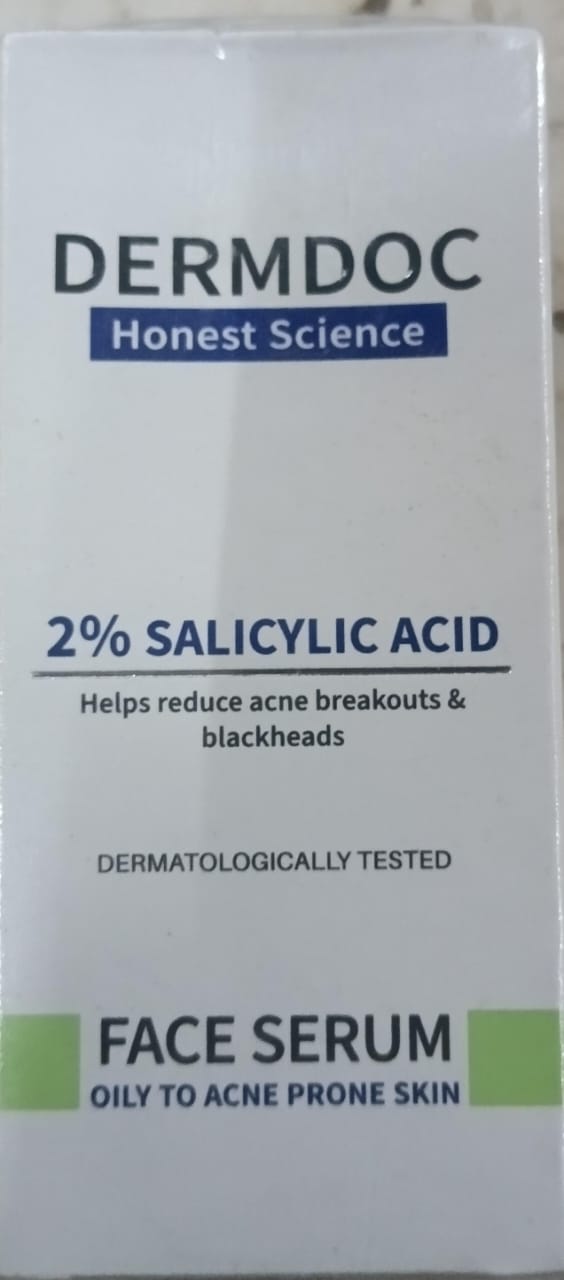 DERMDOC
Honest Science
2% SALICYLIC ACID
Helps reduce acne breakouts &
blackheads
DERMATOLOGICALLY TESTED
FACE SERUM
OILY TO ACNE PRONE SKIN